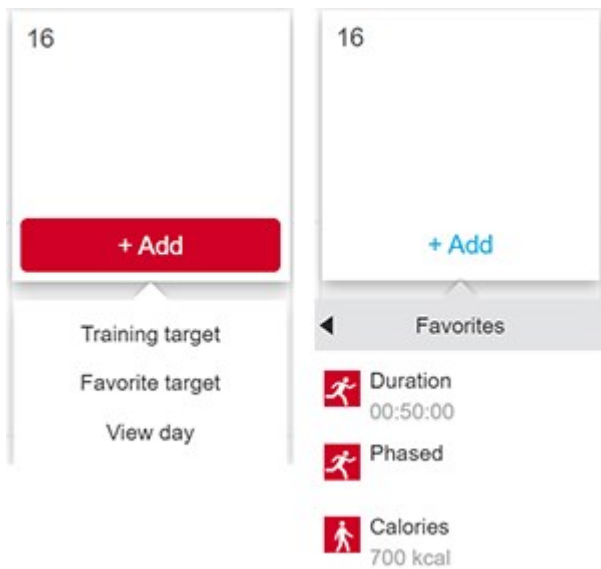 16
+ Add
Training target
Favorite target
View day
16
+ Add
Favorites
Duration
00:50:00
Phased
Calories
700 kcal